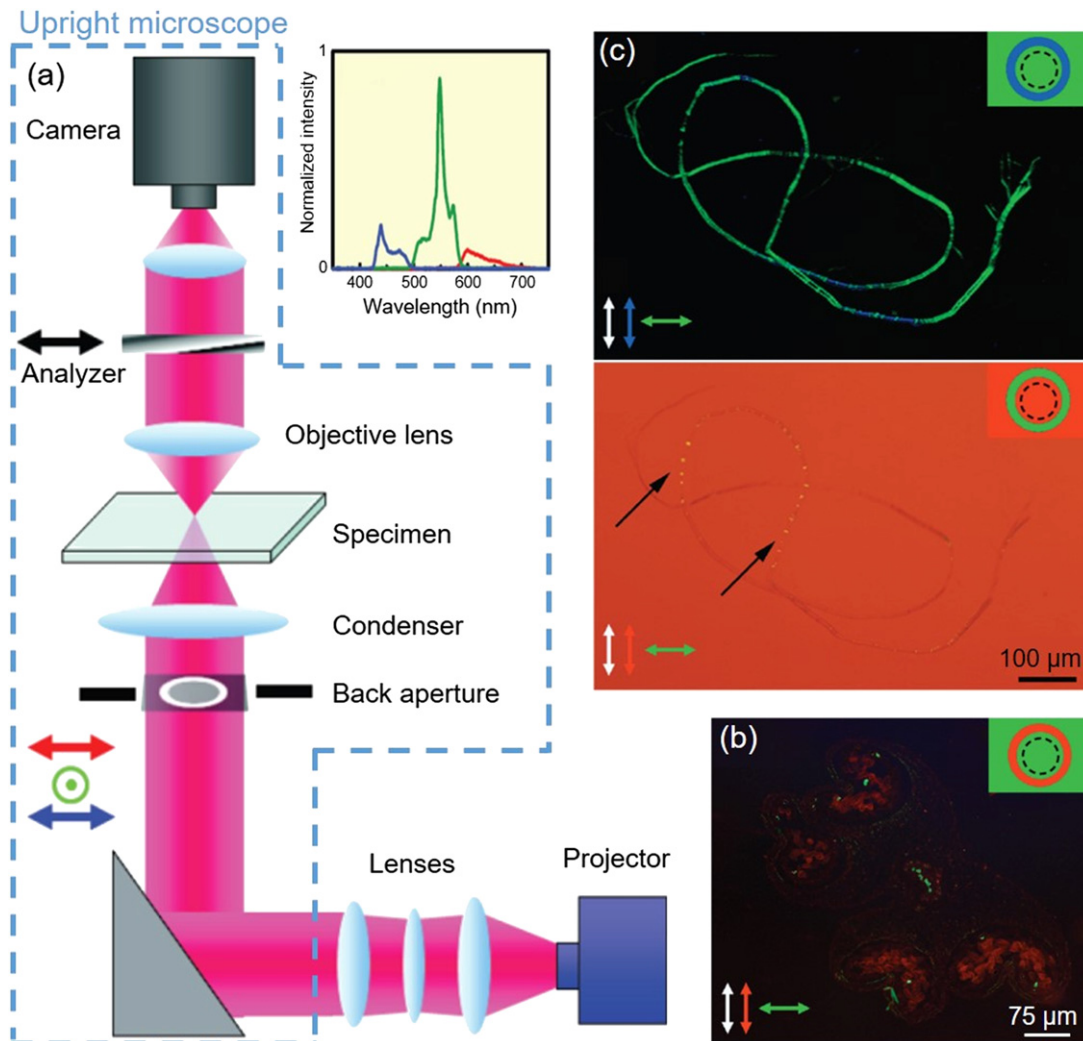 Upright microscope
(a)
Camera
Analyzer
Objective lens
Specimen
Condenser
Back aperture
Lenses
Projector
1
Normalized intensity
0
400
500
600
700
Wavelength (nm)
(c)
100 µm
(b)
75 µm